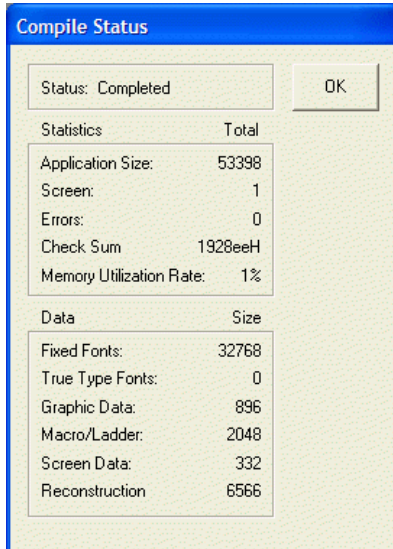 Compile Status
Status: Completed
OK
Statistics Total
Application Size: 53398
Screen: 1
Errors: 0
Check Sum 1928eeH
Memory Utilization Rate: 1%
Data Size
Fixed Fonts: 32768
True Type Fonts: 0
Graphic Data: 896
Macro/Ladder: 2048
Screen Data: 332
Reconstruction 6566